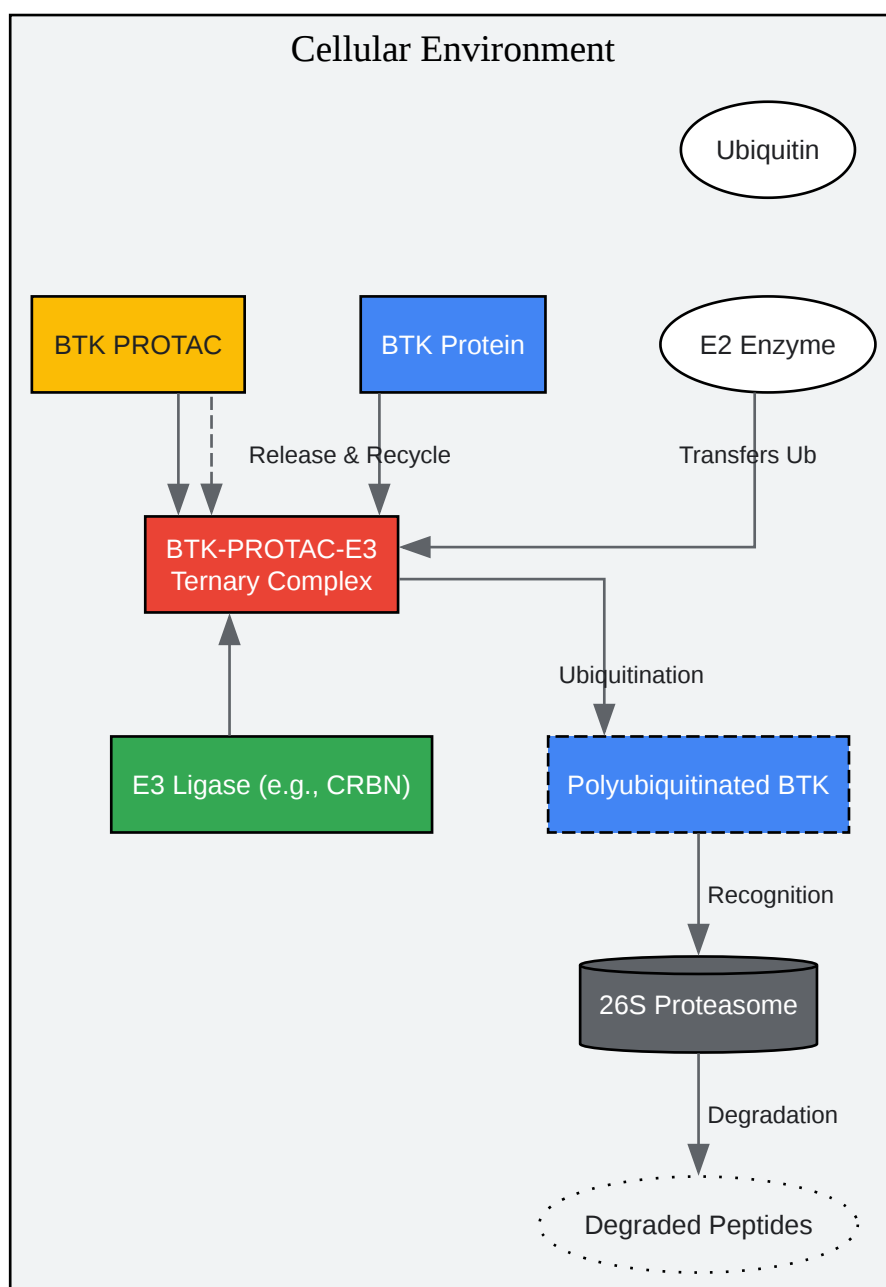 Cellular Environment
Ubiquitin
BTK PROTAC
BTK Protein
E2 Enzyme
Release & Recycle
Transfers Ub
BTK-PROTAC-E3
Ternary Complex
Ubiquitination
E3 Ligase (e.g., CRBN)
Polyubiquitinated BTK
Recognition
26S Proteasome
Degradation
Degraded Peptides